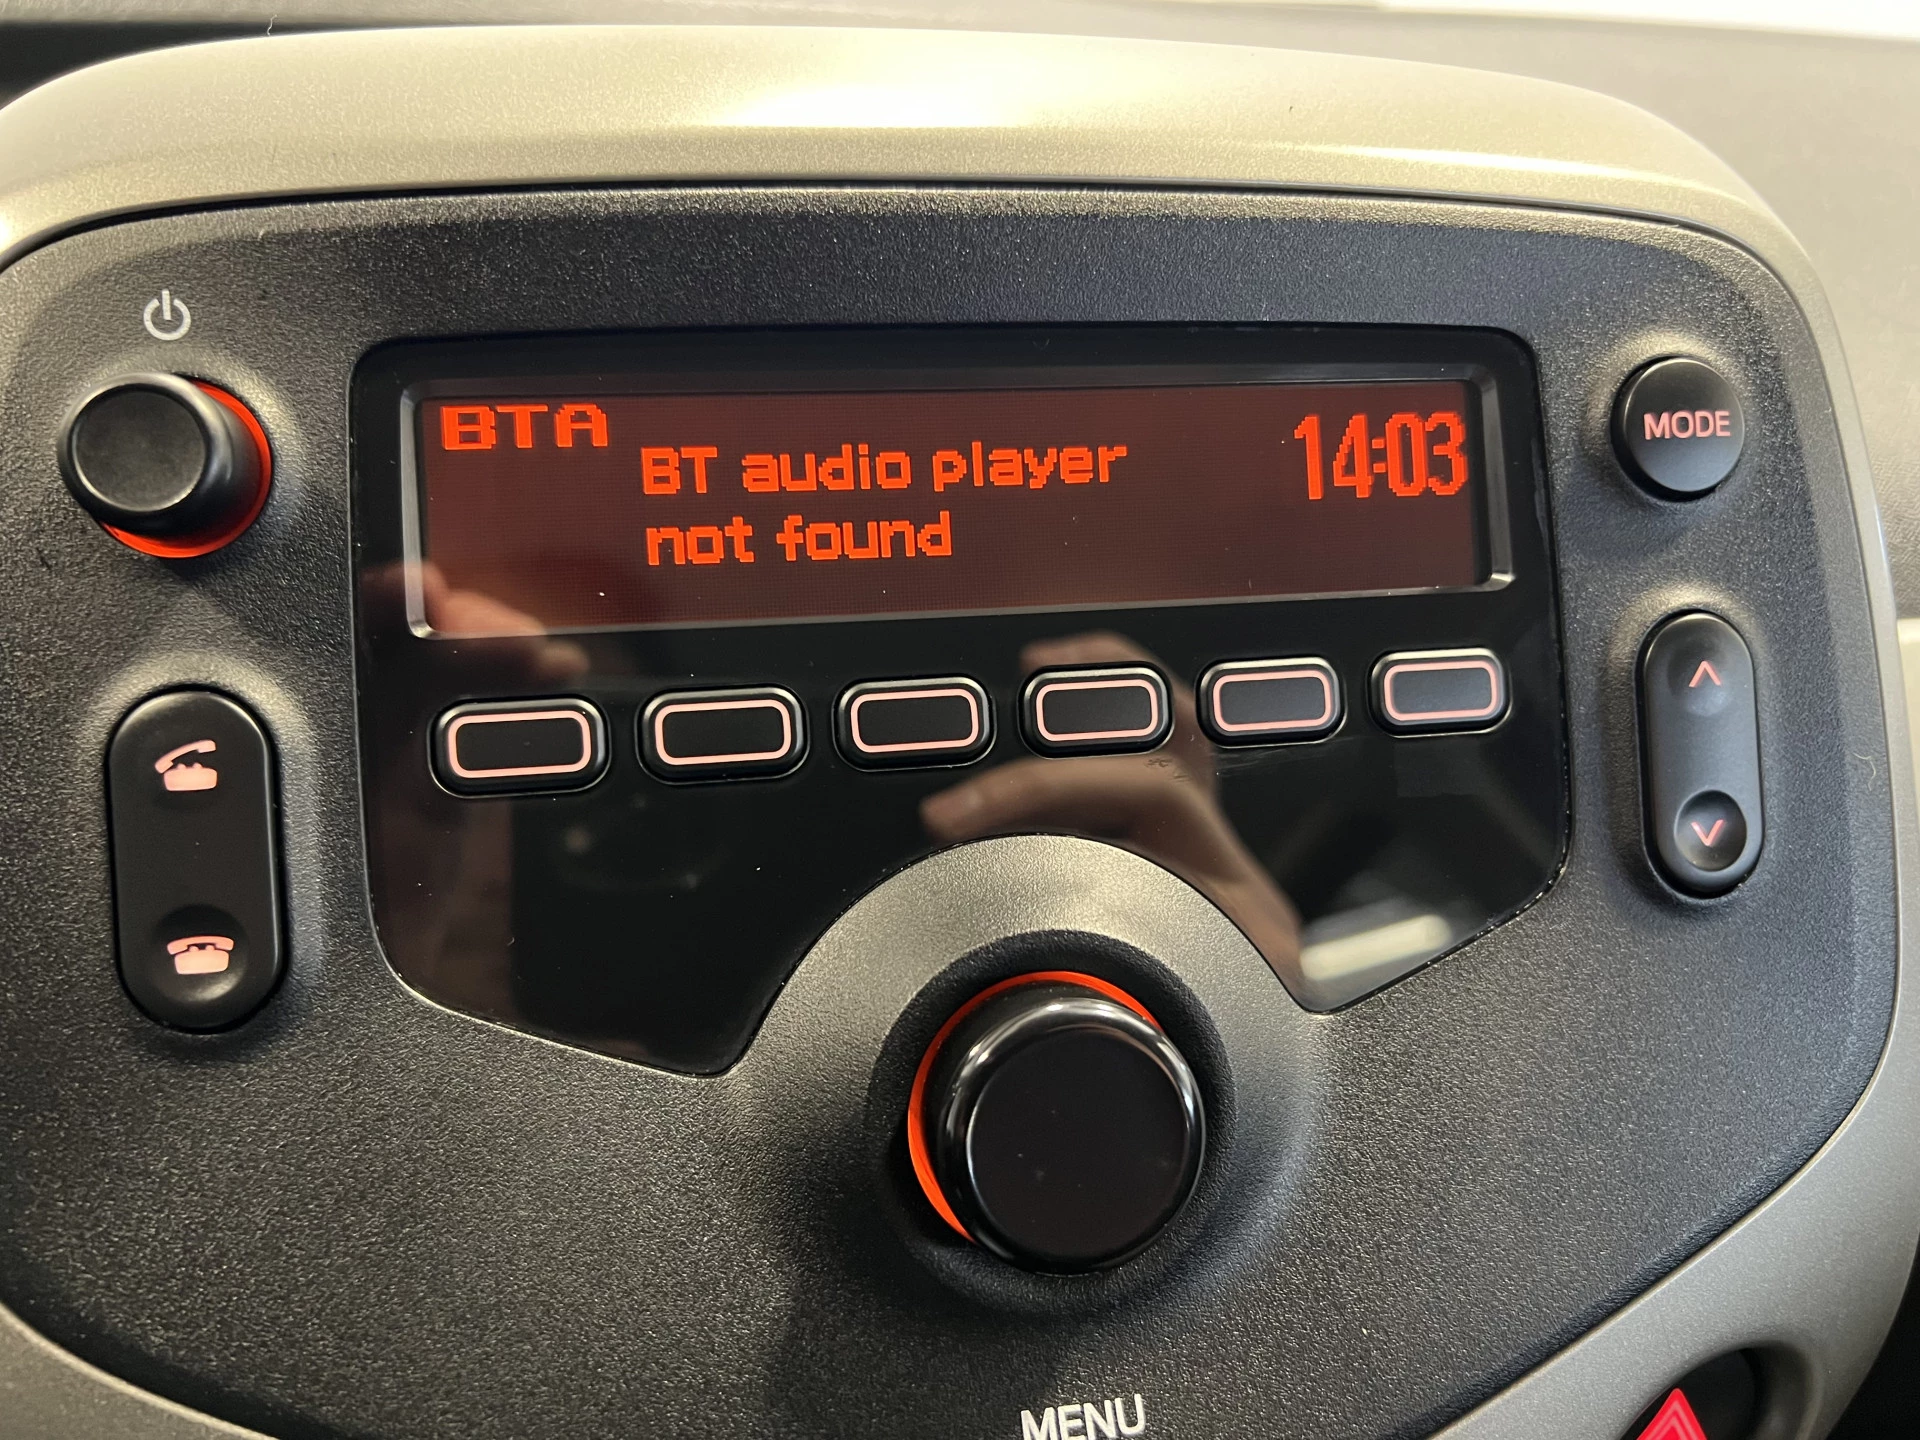 BTA
BT audio player
not found
14:03
MODE
MENU